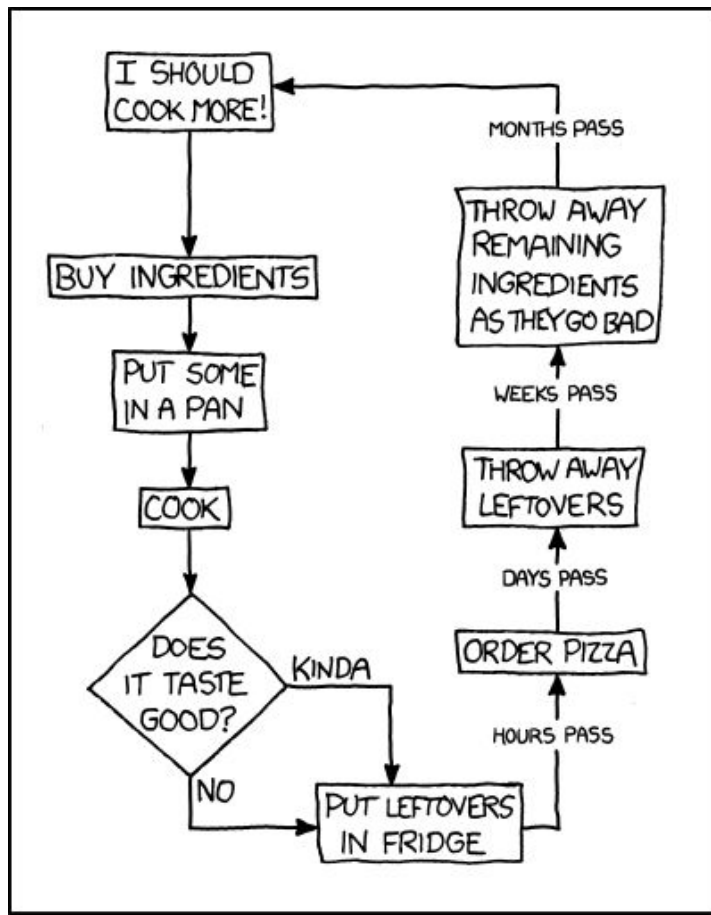 I SHOULD
COOK MORE!
BUY INGREDIENTS
PUT SOME
IN A PAN
COOK
DOES
IT TASTE
GOOD?
KINDA
NO
PUT LEFTOVERS
IN FRIDGE
HOURS PASS
ORDER PIZZA
DAYS PASS
THROW AWAY
LEFTOVERS
WEEKS PASS
THROW AWAY
REMAINING
INGREDIENTS
AS THEY GO BAD
MONTHS PASS